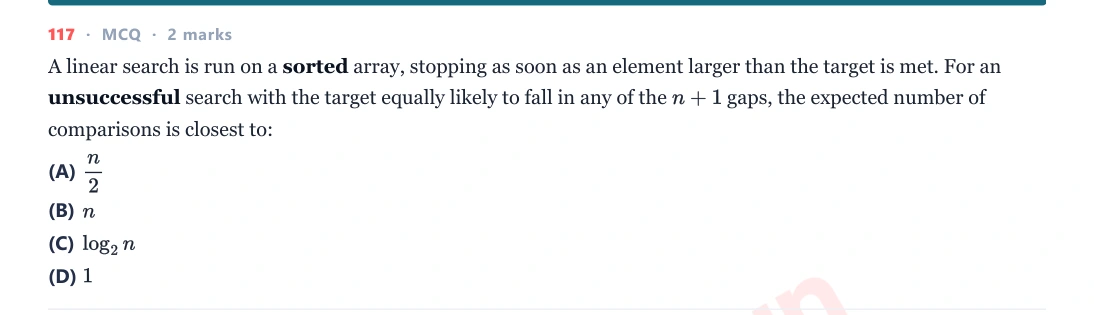 117 · MCQ · 2 marks
A linear search is run on a sorted array, stopping as soon as an element larger than the target is met. For an
unsuccessful search with the target equally likely to fall in any of the n + 1 gaps, the expected number of
comparisons is closest to:
(A) n/2
(B) n
(C) log₂ n
(D) 1